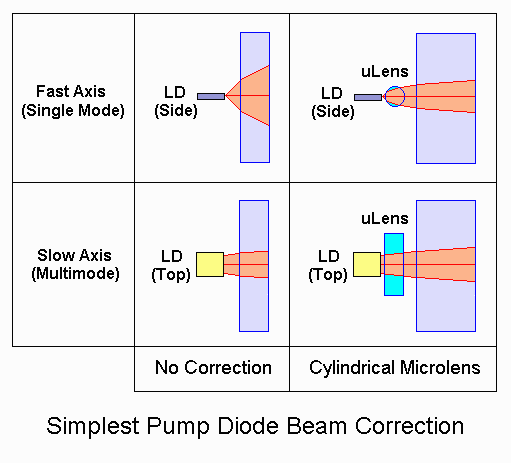 Fast Axis
(Single Mode)
LD
(Side)
uLens
LD
(Side)
Slow Axis
(Multimode)
LD
(Top)
uLens
LD
(Top)
No Correction
Cylindrical Microlens
Simplest Pump Diode Beam Correction